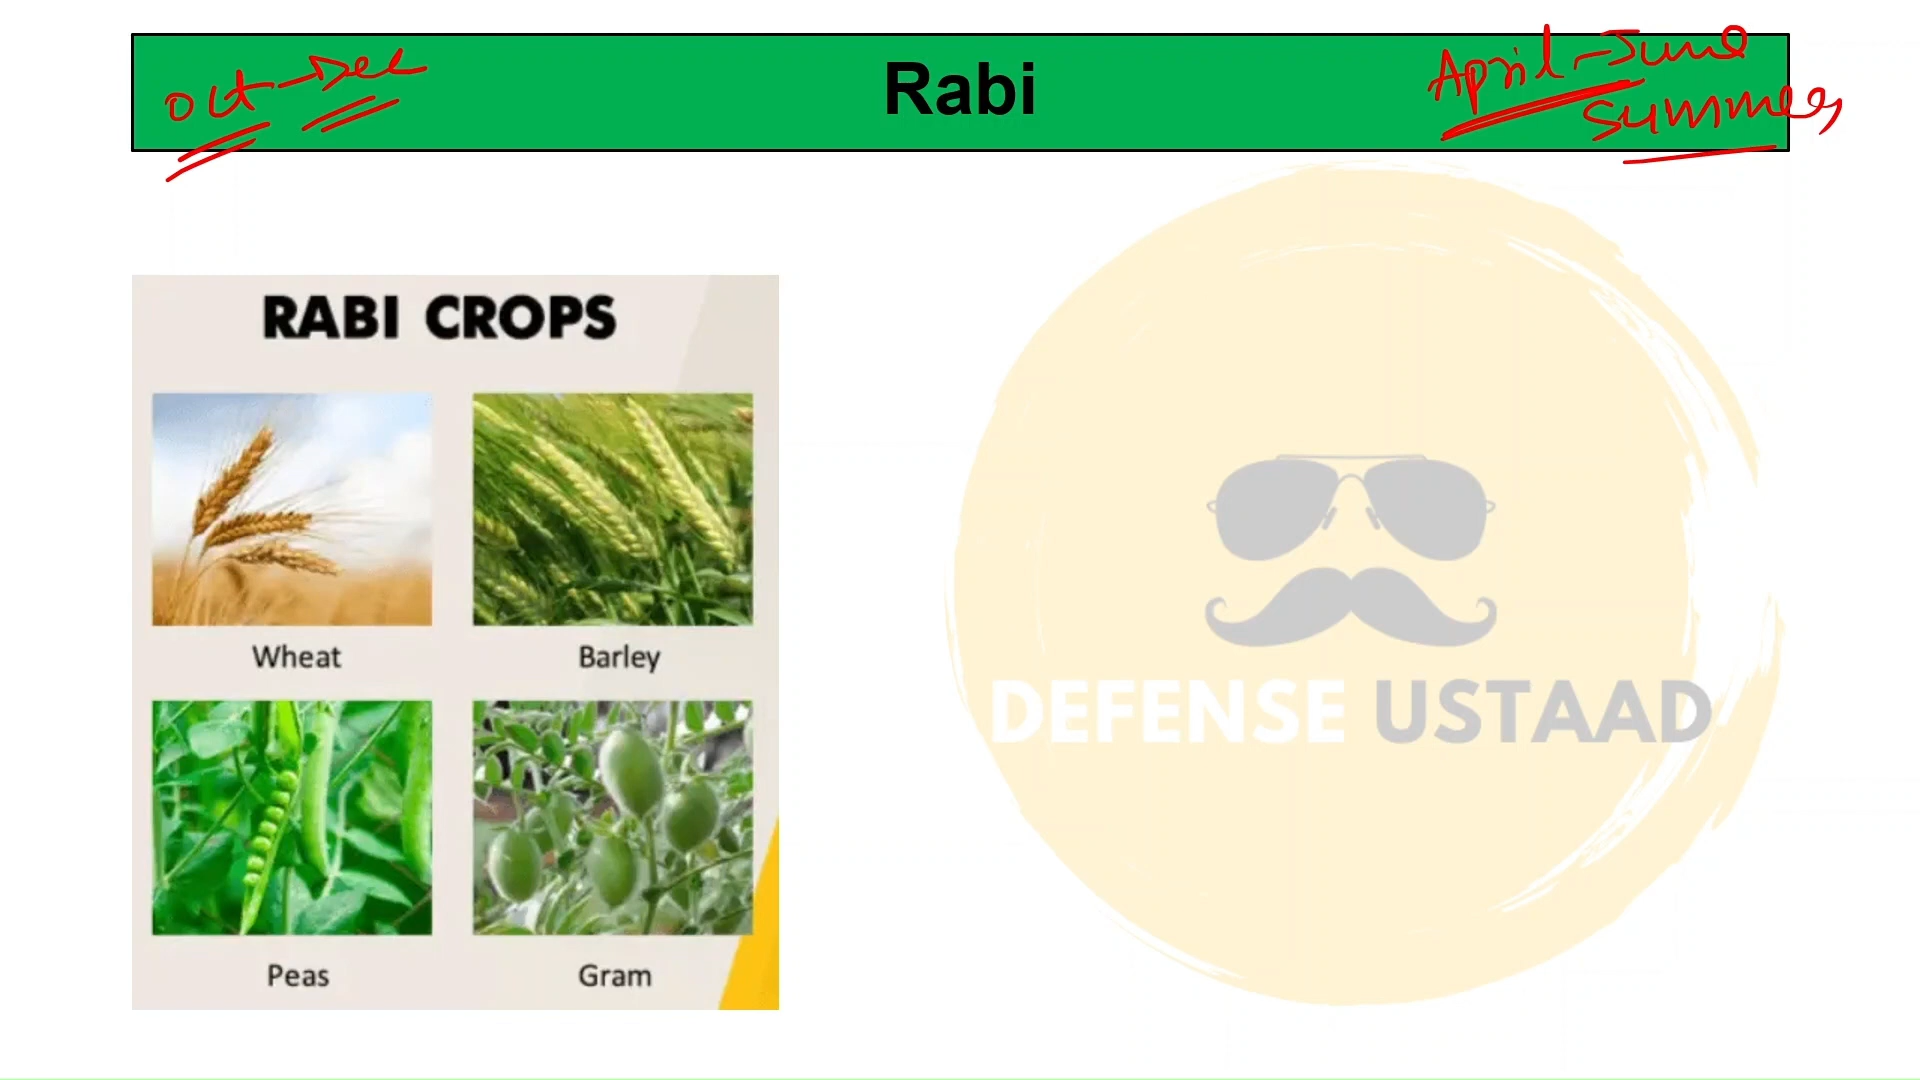 Oct-Dec
Rabi
April-June
Summer
RABI CROPS
Wheat
Barley
Peas
Gram
DEFENSE USTAAD